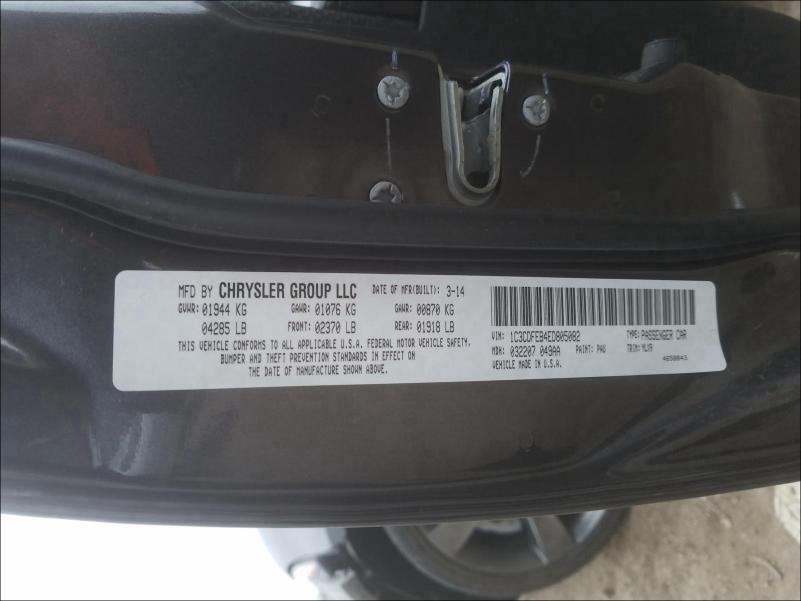 MFD BY CHRYSLER GROUP LLC DATE OF MFR(BUILT): 3-14
GVWR: 01944 KG GAWR: 01076 KG GAWR: 00870 KG
04285 LB FRONT: 02370 LB REAR: 01918 LB
THIS VEHICLE CONFORMS TO ALL APPLICABLE U.S.A. FEDERAL MOTOR VEHICLE SAFETY,
BUMPER AND THEFT PREVENTION STANDARDS IN EFFECT ON
THE DATE OF MANUFACTURE SHOWN ABOVE.
VIN: 1C3CDFEB4ED805082 TYPE: PASSENGER CAR
MDH: 032207 049AA PAINT: PAU TRIM: MLX9
VEHICLE MADE IN U.S.A. 4658843